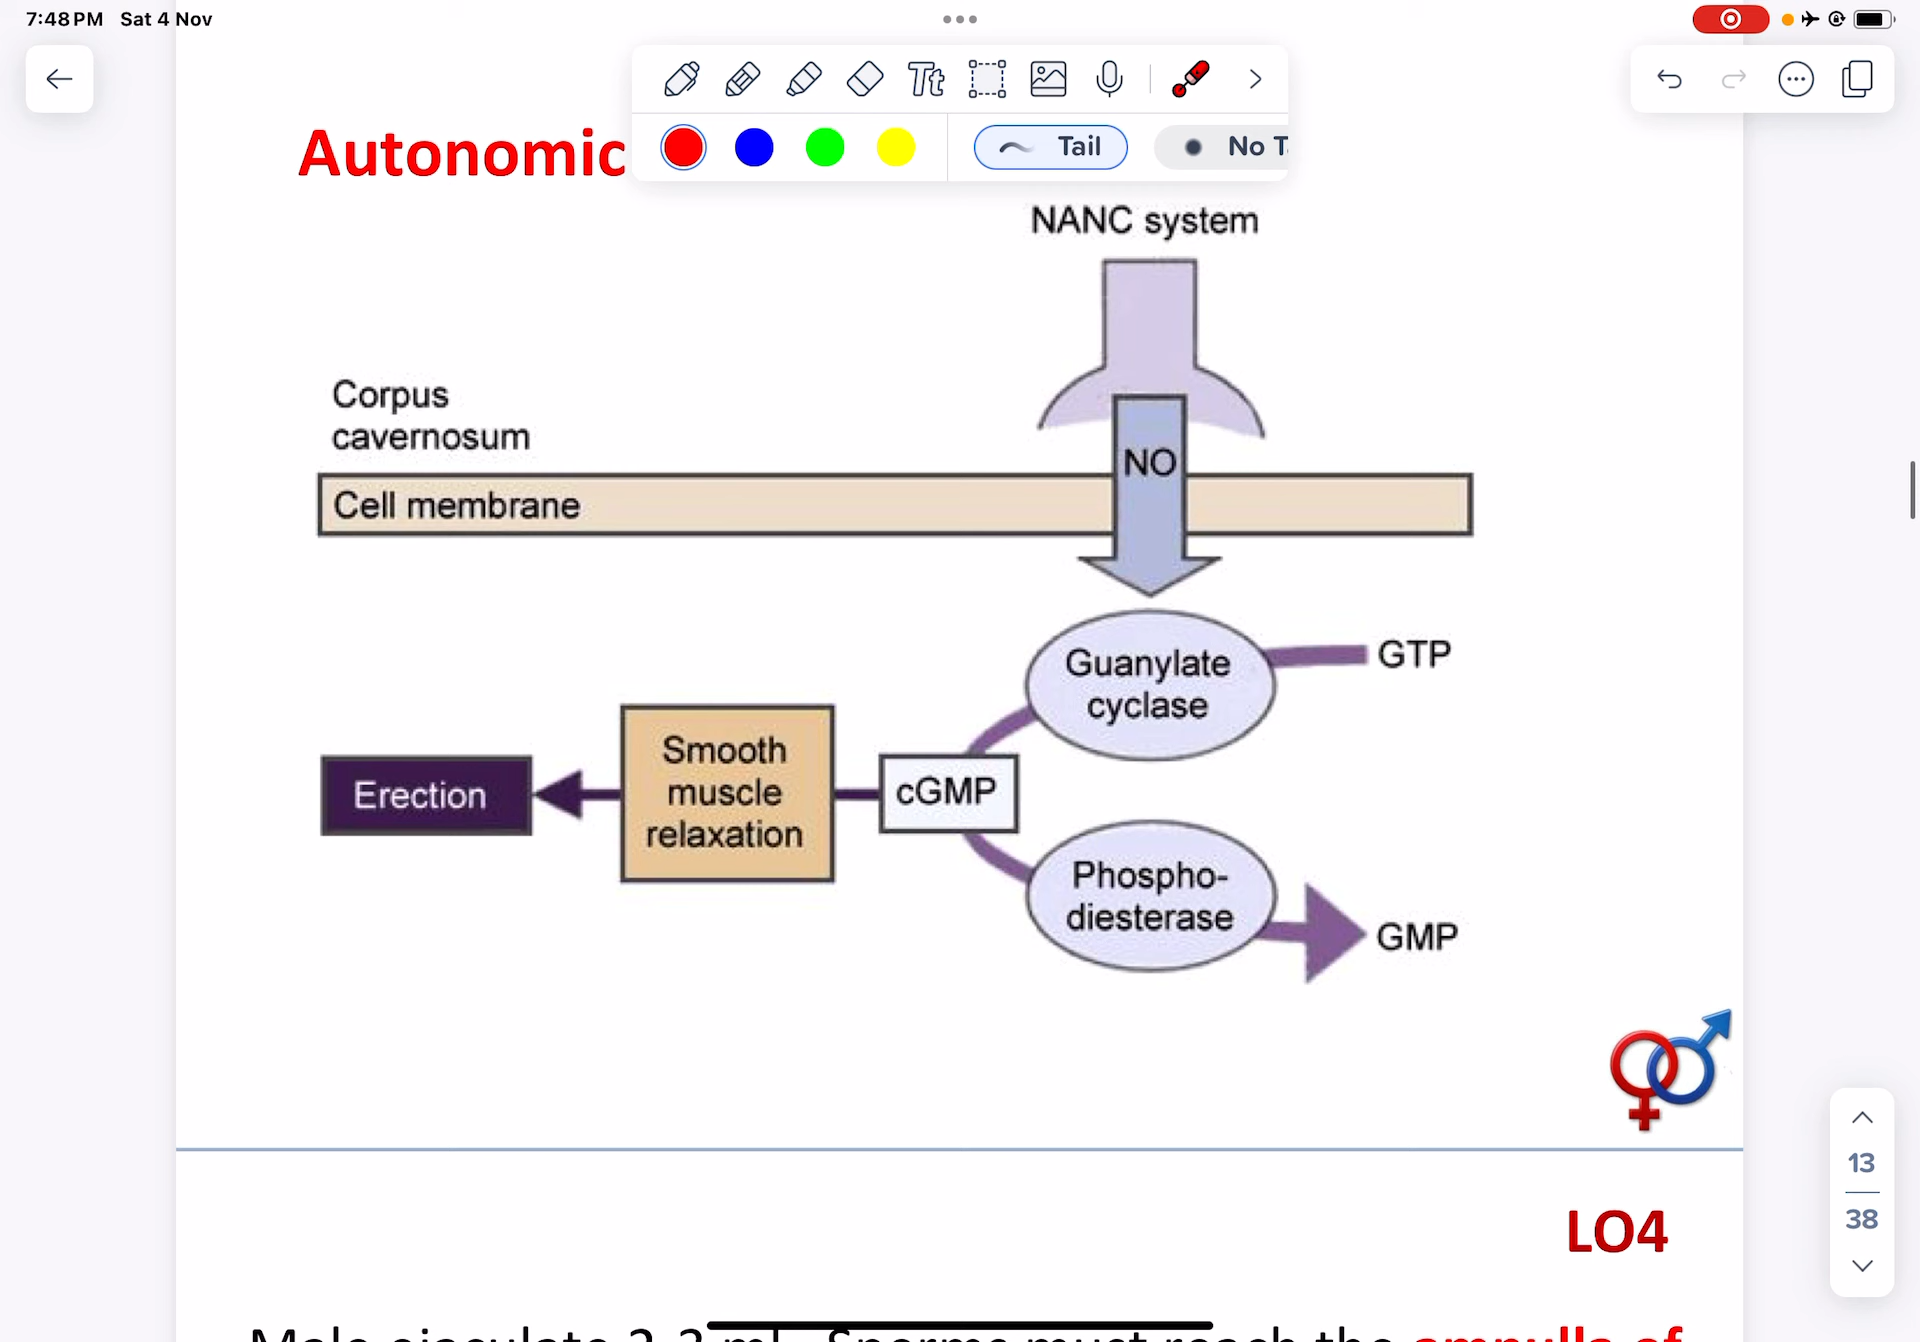 7:48 PM Sat 4 Nov
Tt
Tail
No T
Autonomic
NANC system
Corpus
cavernosum
NO
Cell membrane
Guanylate
cyclase
GTP
Smooth
muscle
relaxation
Erection
cGMP
Phospho-
diesterase
GMP
13
38
LO4